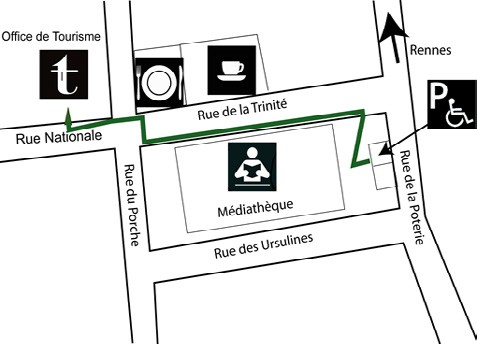 Office de Tourisme
t
Rennes
P
Rue de la Trinité
Rue Nationale
Rue du Porche
Médiathèque
Rue de la Poterie
Rue des Ursulines